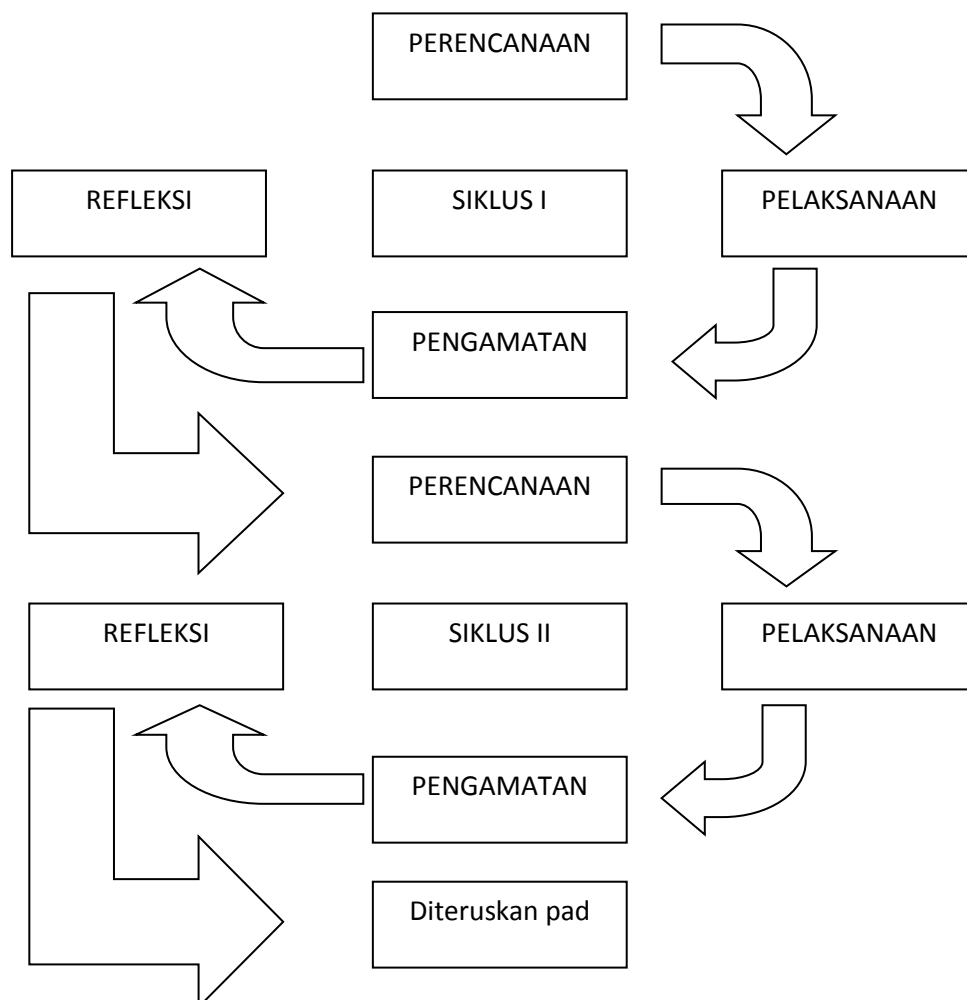 PERENCANAAN
REFLEKSI
SIKLUS I
PELAKSANAAN
PENGAMATAN
PERENCANAAN
REFLEKSI
SIKLUS II
PELAKSANAAN
PENGAMATAN
Diteruskan pad